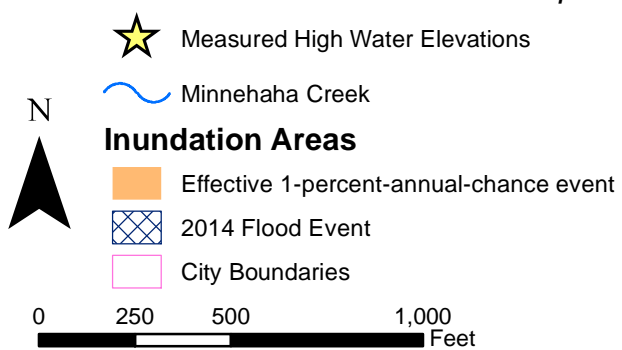 Measured High Water Elevations
Minnehaha Creek
N
Inundation Areas
Effective 1-percent-annual-chance event
2014 Flood Event
City Boundaries
0 250 500 1,000
Feet